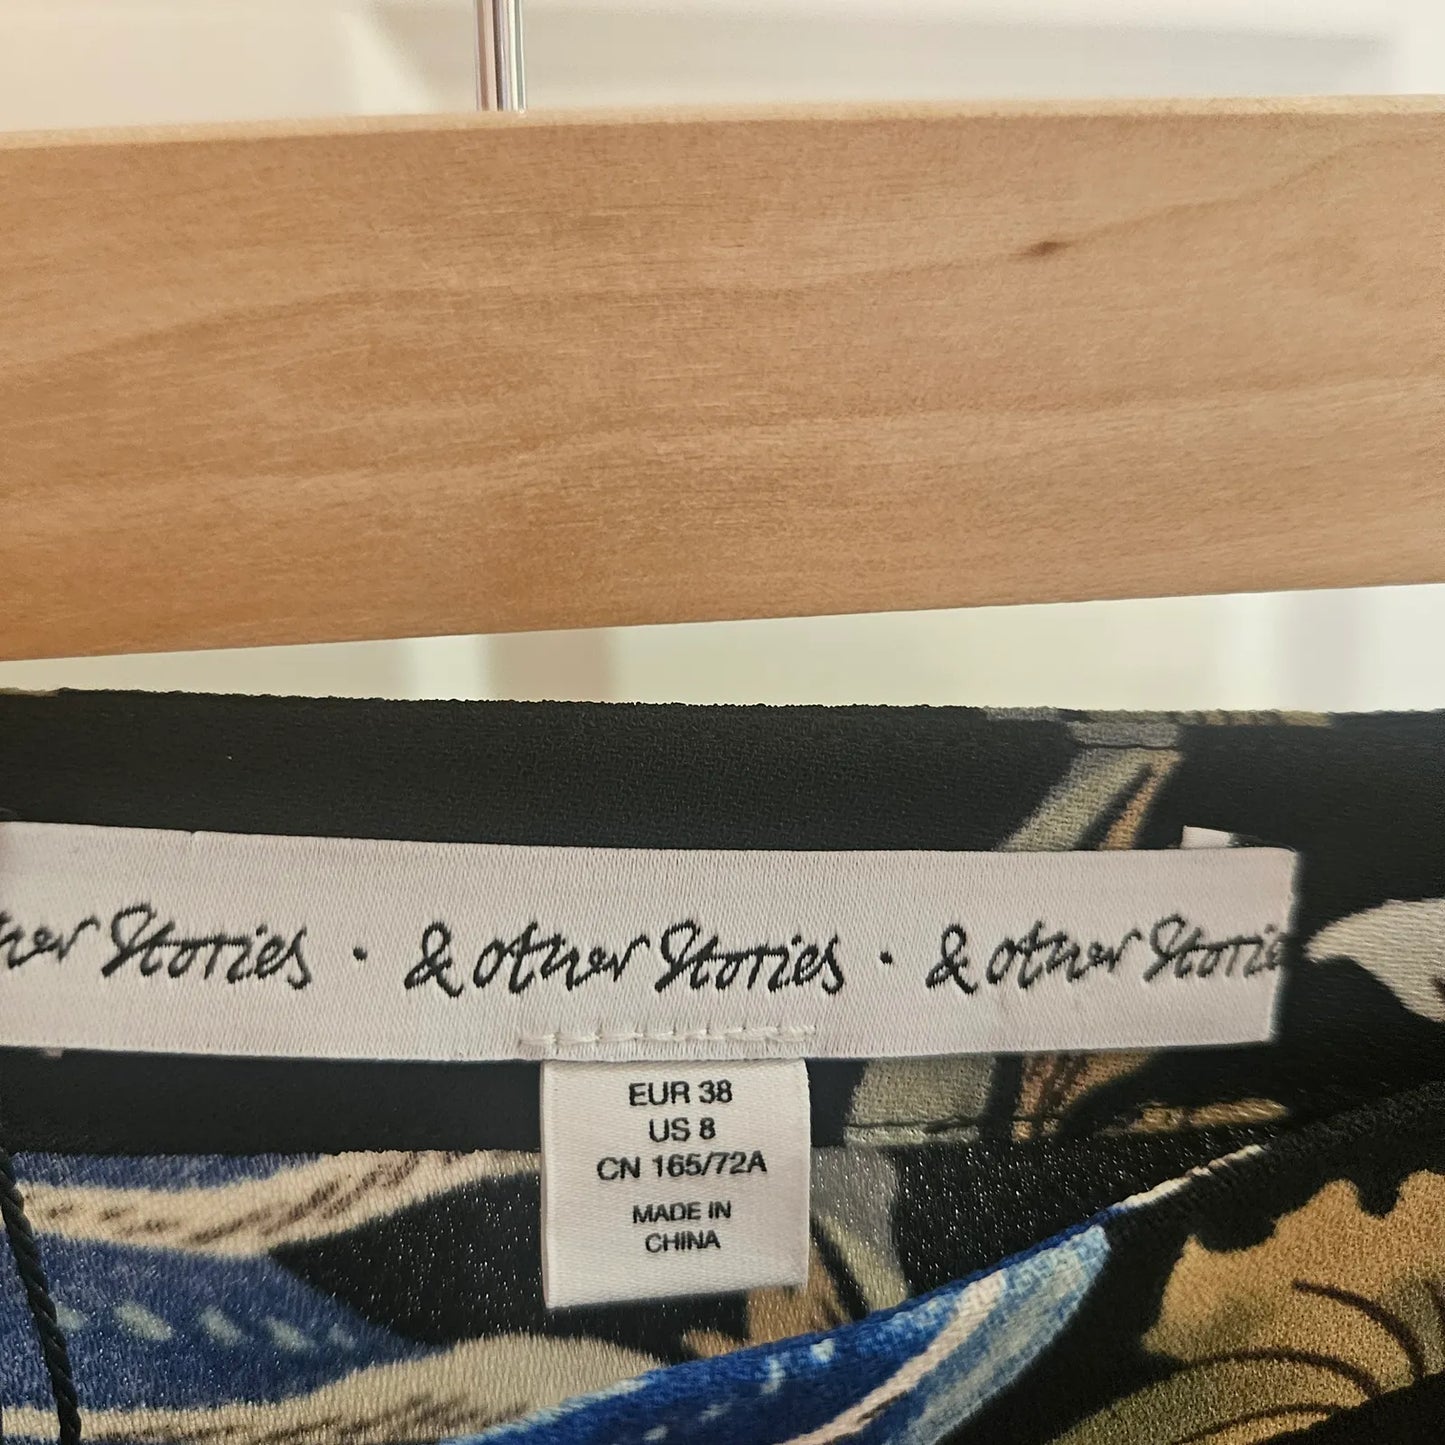 ther Stories · & other Stories · & other Storie
EUR 38
US 8
CN 165/72A
MADE IN
CHINA